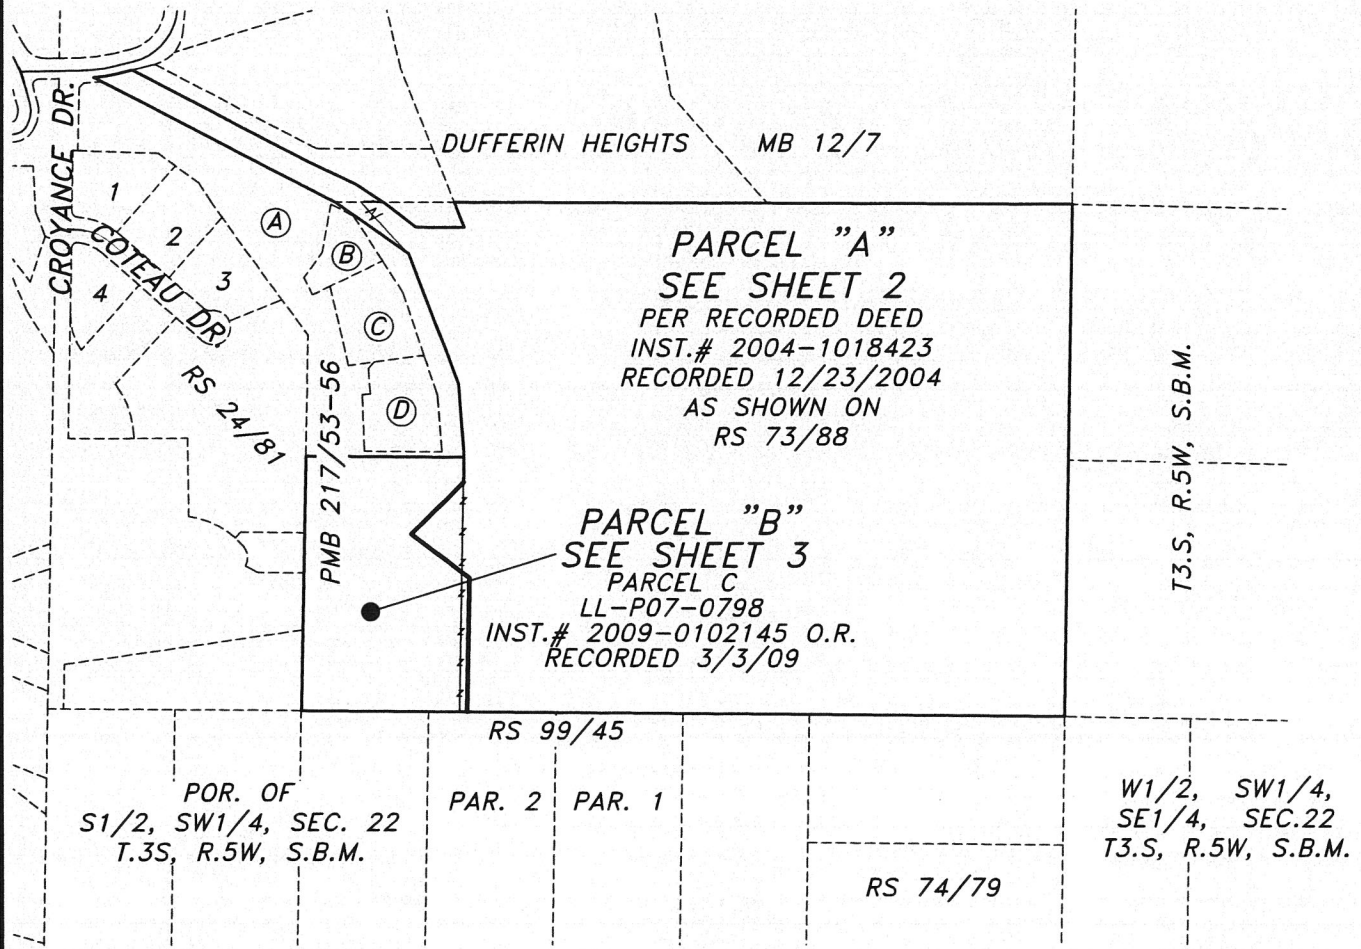 DUFFERIN HEIGHTS MB 12/7
CROYANCE DR.
COTEAU DR.
1
2
3
4
A
B
C
D
RS 24/81
PMB 217/53-56
PARCEL "A"
SEE SHEET 2
PER RECORDED DEED
INST.# 2004-1018423
RECORDED 12/23/2004
AS SHOWN ON
RS 73/88
T3.S, R.5W, S.B.M.
PARCEL "B"
SEE SHEET 3
PARCEL C
LL-P07-0798
INST.# 2009-0102145 O.R.
RECORDED 3/3/09
RS 99/45
POR. OF
S1/2, SW1/4, SEC. 22
T.3S, R.5W, S.B.M.
PAR. 2
PAR. 1
RS 74/79
W1/2, SW1/4,
SE1/4, SEC.22
T3.S, R.5W, S.B.M.